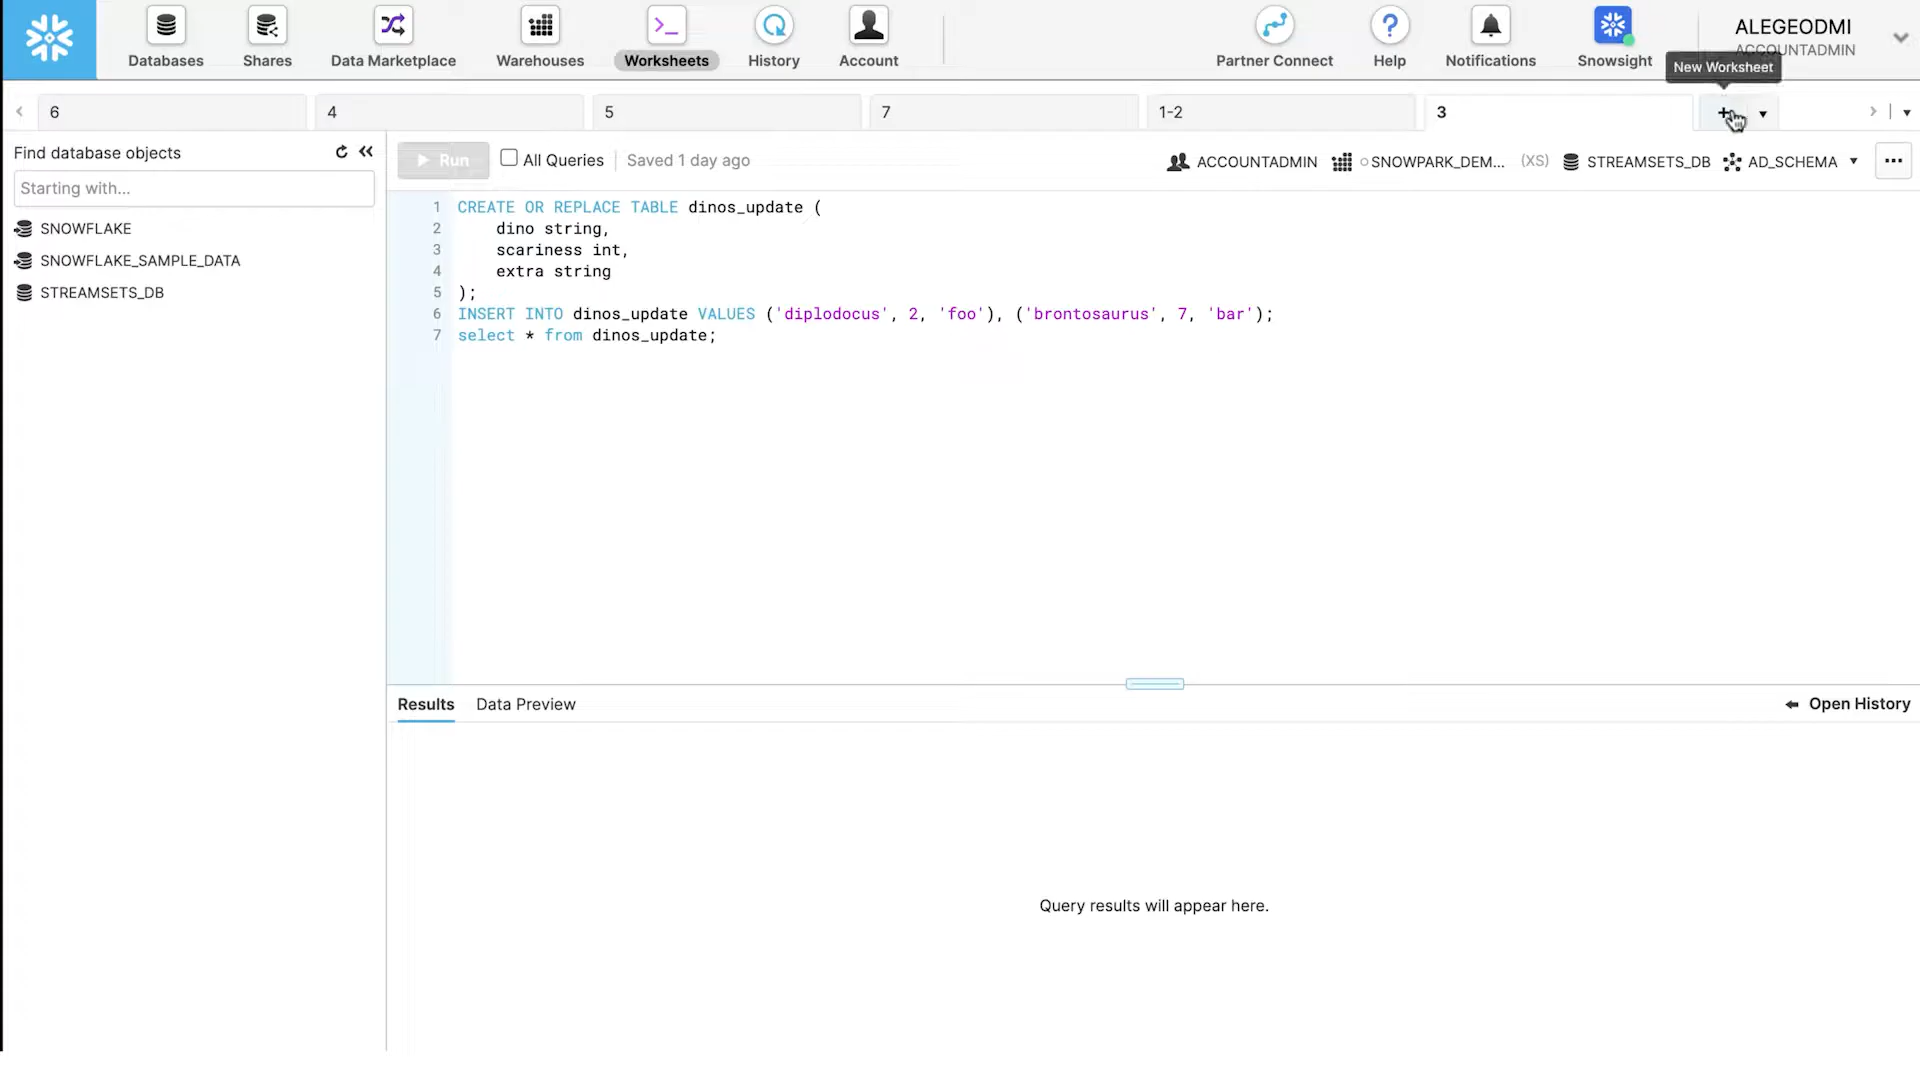 Databases
Shares
Data Marketplace
Warehouses
Worksheets
History
Account
Partner Connect
Help
Notifications
Snowsight
ALEGEODMI
ACCOUNTADMIN
New Worksheet
6
4
5
7
1-2
3
Find database objects
Starting with...
SNOWFLAKE
SNOWFLAKE_SAMPLE_DATA
STREAMSETS_DB
Run
All Queries
Saved 1 day ago
ACCOUNTADMIN
SNOWPARK_DEM...
(XS)
STREAMSETS_DB
AD_SCHEMA
1 CREATE OR REPLACE TABLE dinos_update (
2 dino string,
3 scariness int,
4 extra string
5 );
6 INSERT INTO dinos_update VALUES ('diplodocus', 2, 'foo'), ('brontosaurus', 7, 'bar');
7 select * from dinos_update;
Results
Data Preview
Open History
Query results will appear here.